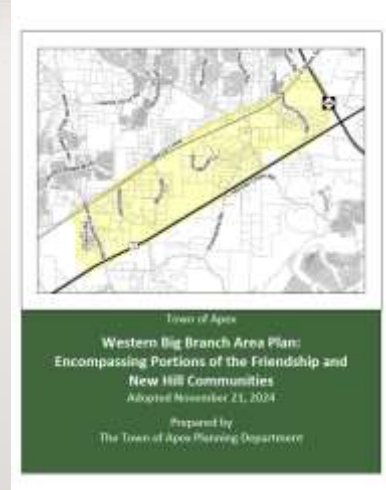 Town of Apex
Western Big Branch Area Plan:
Encompassing Portions of the Friendship and
New Hill Communities
Adopted November 21, 2024
Prepared by
The Town of Apex Planning Department